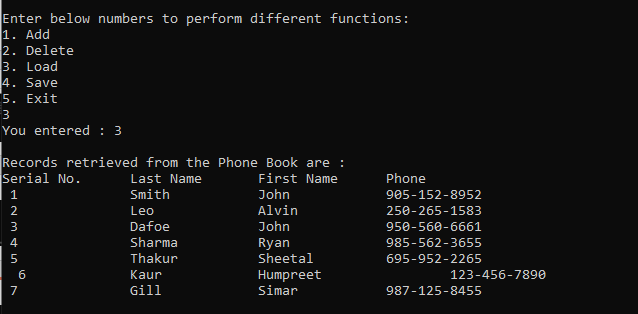 Enter below numbers to perform different functions:
1. Add
2. Delete
3. Load
4. Save
5. Exit
3
You entered : 3
Records retrieved from the Phone Book are :
Serial No. Last Name First Name Phone
1 Smith John 905-152-8952
2 Leo Alvin 250-265-1583
3 Dafoe John 950-560-6661
4 Sharma Ryan 985-562-3655
5 Thakur Sheetal 695-952-2265
6 Kaur Humpreet 123-456-7890
7 Gill Simar 987-125-8455